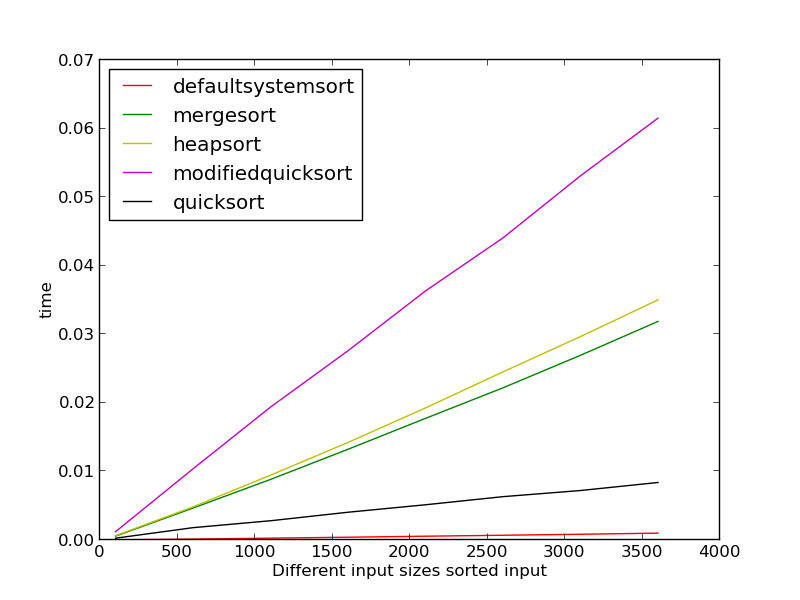 0.07
0.06
0.05
0.04
0.03
0.02
0.01
0.00
time
defaultsystemsort
mergesort
heapsort
modifiedquicksort
quicksort
0 500 1000 1500 2000 2500 3000 3500 4000
Different input sizes sorted input